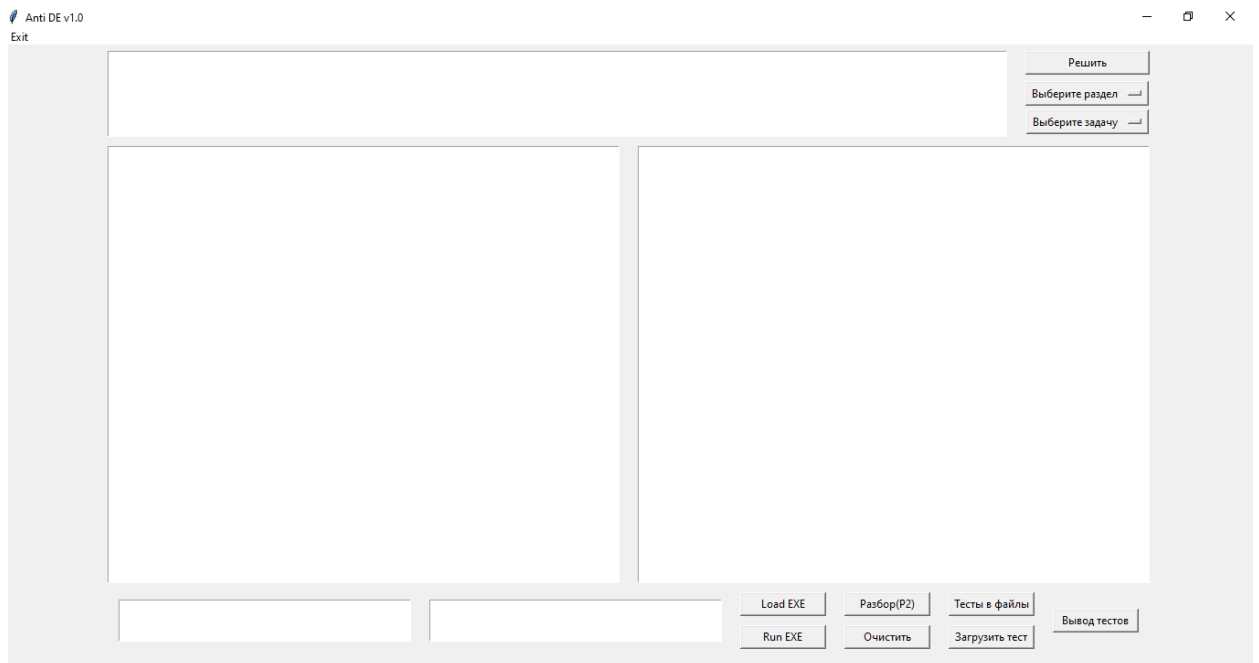 Anti DE v1.0
Exit
Решить
Выберите раздел
Выберите задачу
Load EXE
Разбор(P2)
Тесты в файлы
Вывод тестов
Run EXE
Очистить
Загрузить тест